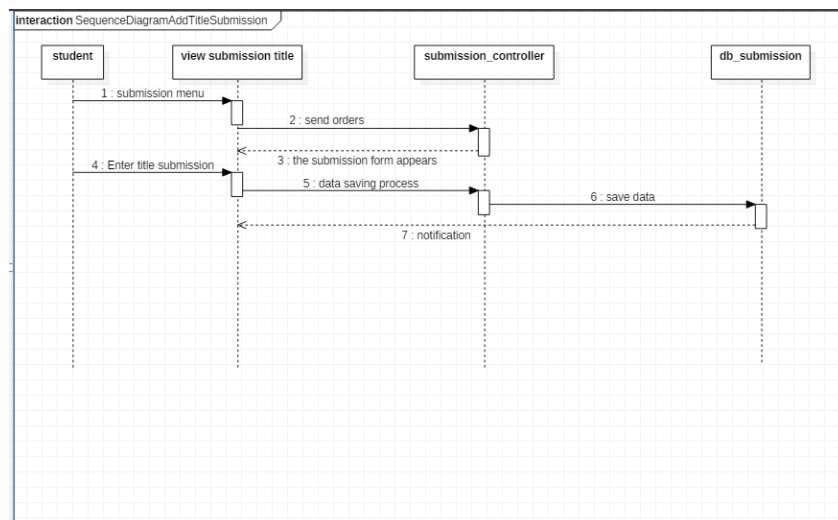 interaction SequenceDiagramAddTitleSubmission
student
view submission title
submission_controller
db_submission
1 : submission menu
2 : send orders
3 : the submission form appears
4 : Enter title submission
5 : data saving process
6 : save data
7 : notification